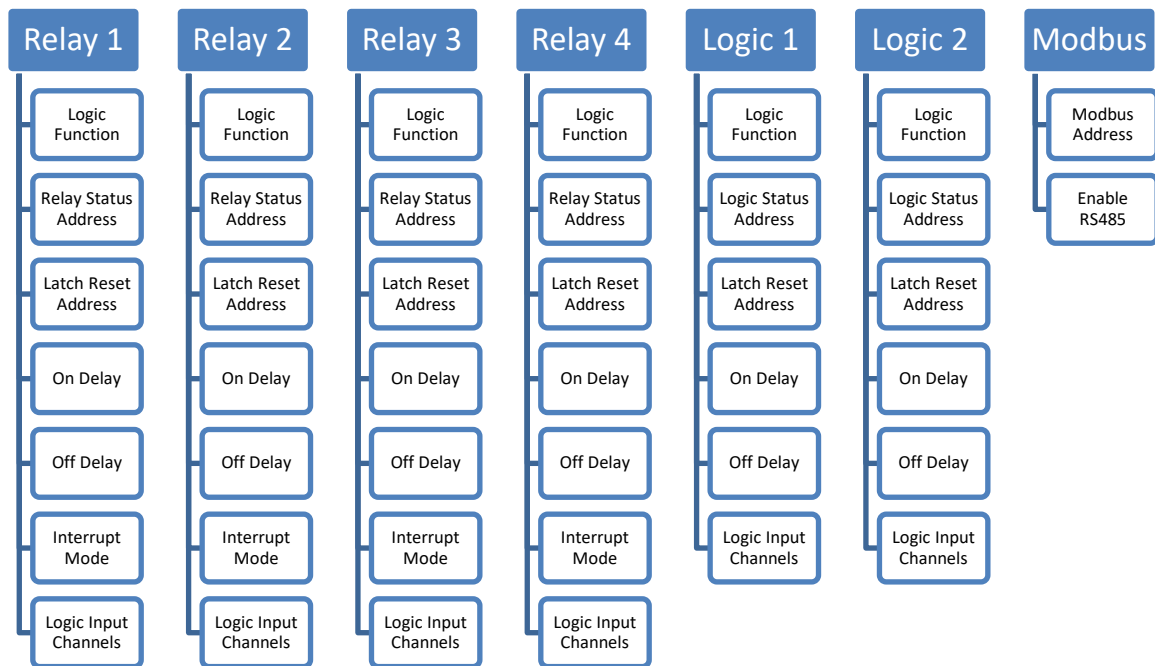 Relay 1
Logic
Function
Relay Status
Address
Latch Reset
Address
On Delay
Off Delay
Interrupt
Mode
Logic Input
Channels
Relay 2
Logic
Function
Relay Status
Address
Latch Reset
Address
On Delay
Off Delay
Interrupt
Mode
Logic Input
Channels
Relay 3
Logic
Function
Relay Status
Address
Latch Reset
Address
On Delay
Off Delay
Interrupt
Mode
Logic Input
Channels
Relay 4
Logic
Function
Relay Status
Address
Latch Reset
Address
On Delay
Off Delay
Interrupt
Mode
Logic Input
Channels
Logic 1
Logic
Function
Logic Status
Address
Latch Reset
Address
On Delay
Off Delay
Logic Input
Channels
Logic 2
Logic
Function
Logic Status
Address
Latch Reset
Address
On Delay
Off Delay
Logic Input
Channels
Modbus
Modbus
Address
Enable
RS485